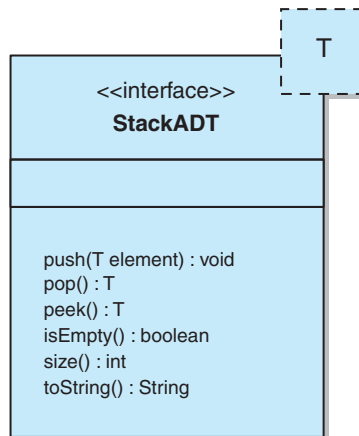 T
<<interface>>
StackADT
push(T element) : void
pop() : T
peek() : T
isEmpty() : boolean
size() : int
toString() : String